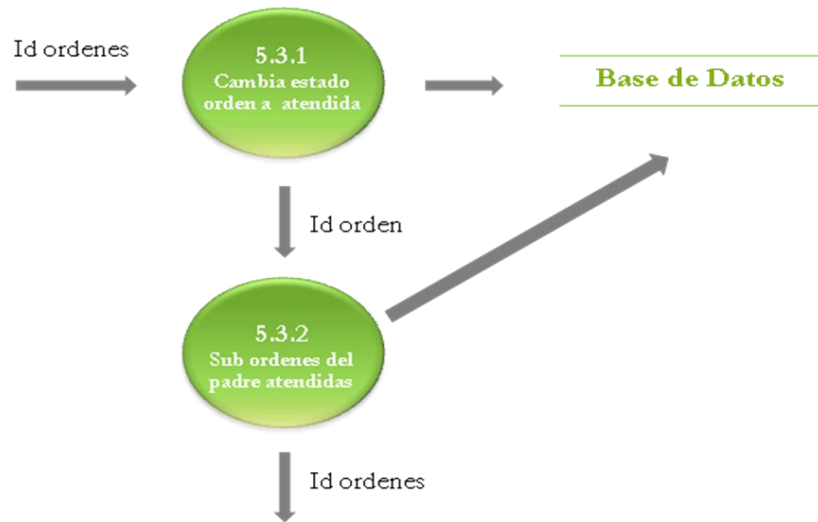 Id ordenes
5.3.1
Cambia estado
orden a atendida
Base de Datos
Id orden
5.3.2
Sub ordenes del
padre atendidas
Id ordenes